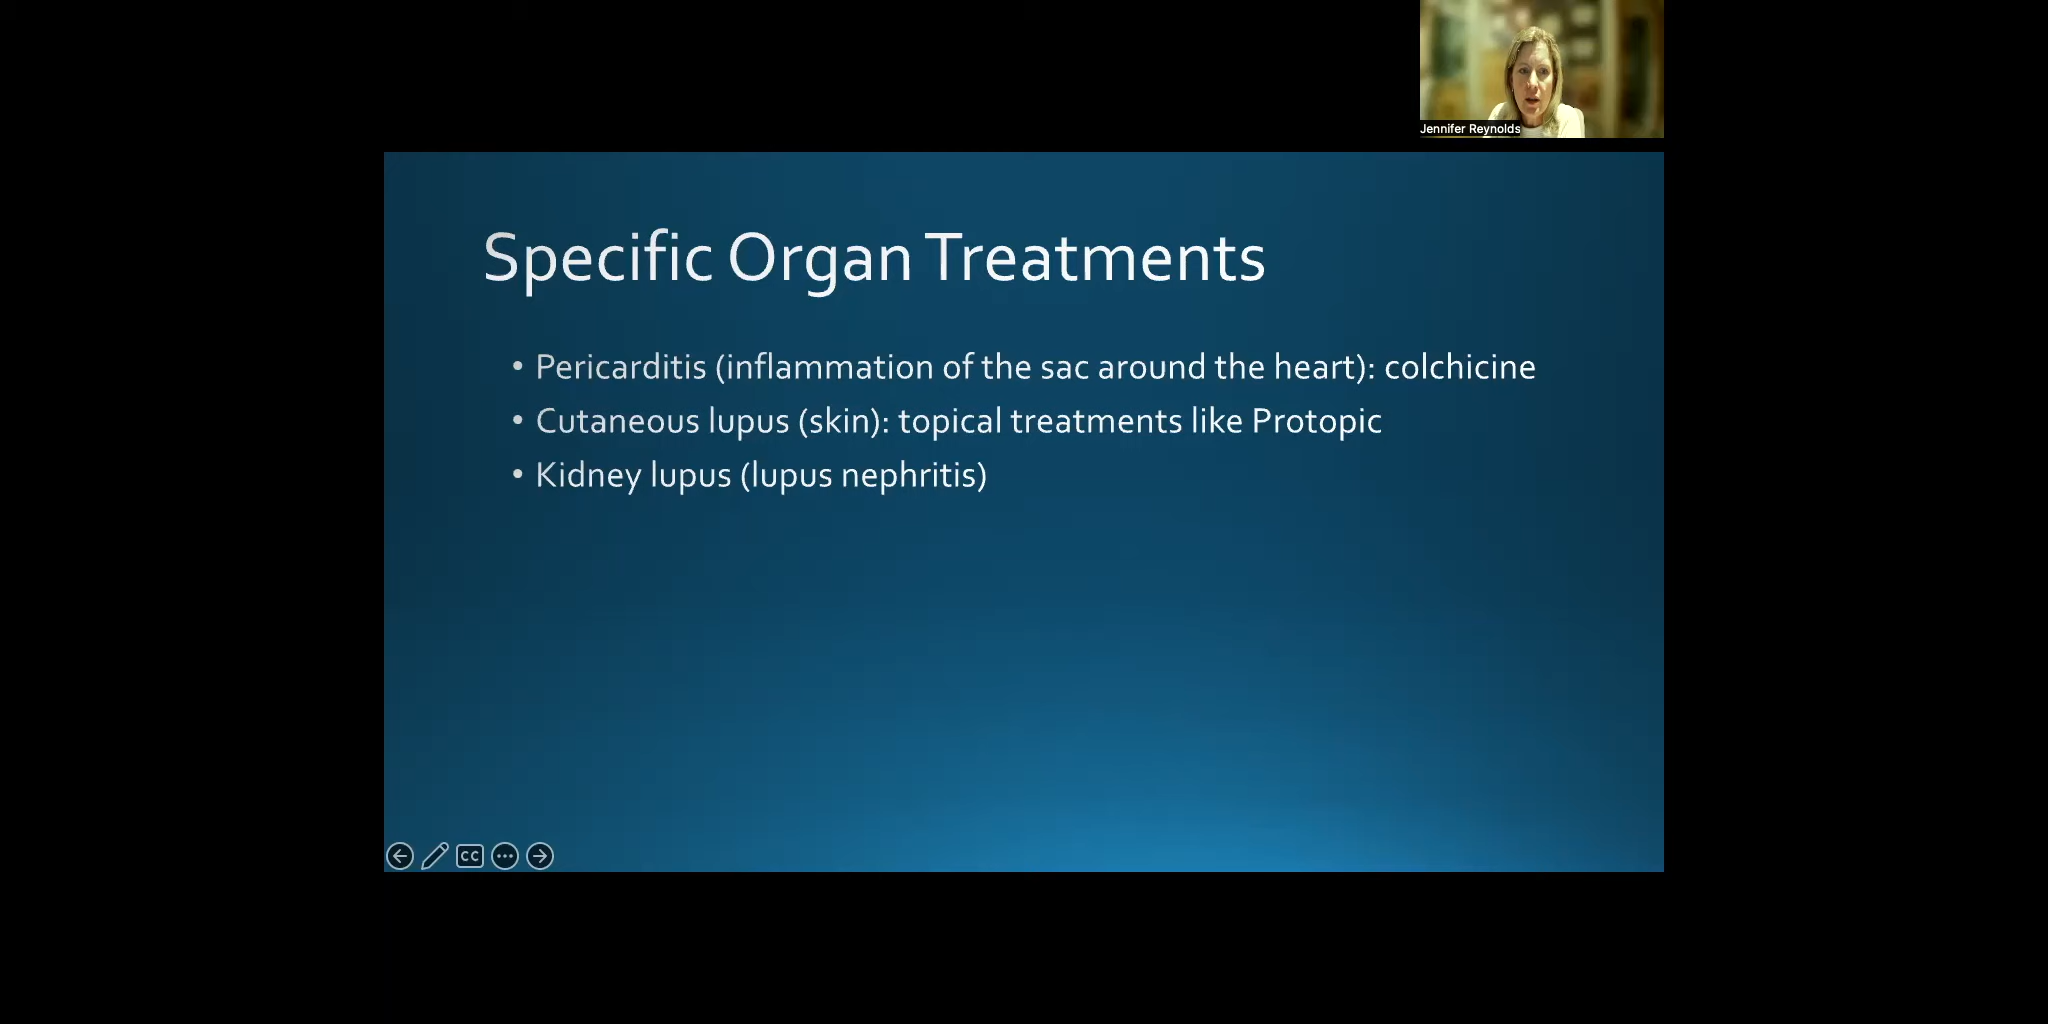 Jennifer Reynolds
Specific Organ Treatments
• Pericarditis (inflammation of the sac around the heart): colchicine
• Cutaneous lupus (skin): topical treatments like Protopic
• Kidney lupus (lupus nephritis)
CC